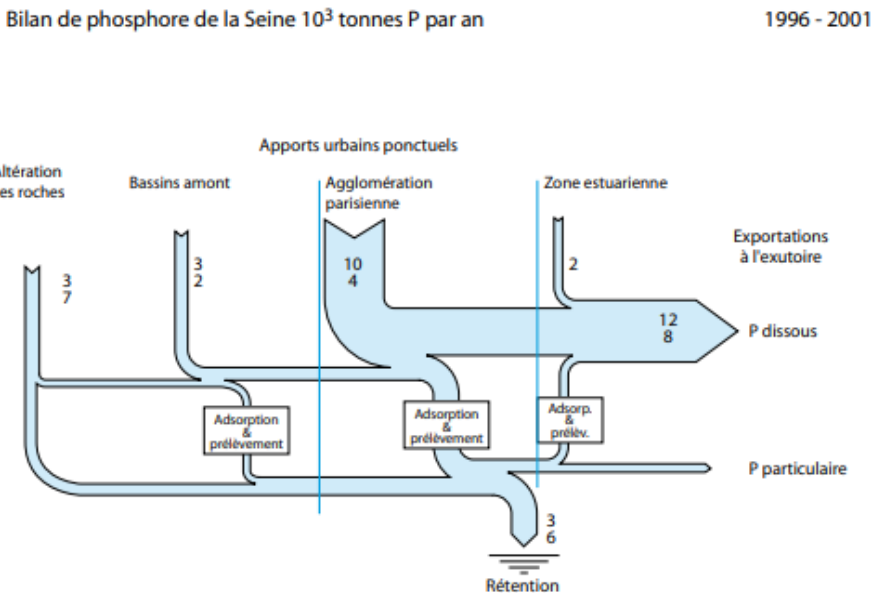 Bilan de phosphore de la Seine 10³ tonnes P par an
1996 - 2001
Apports urbains ponctuels
ltération
es roches
Bassins amont
Agglomération
parisienne
Zone estuarienne
Exportations
à l'exutoire
3
7
3
2
10
4
2
12
8
P dissous
Adsorption
&
prélèvement
Adsorption
&
prélèvement
Adsorp.
&
prélèv.
P particulaire
3
6
Rétention